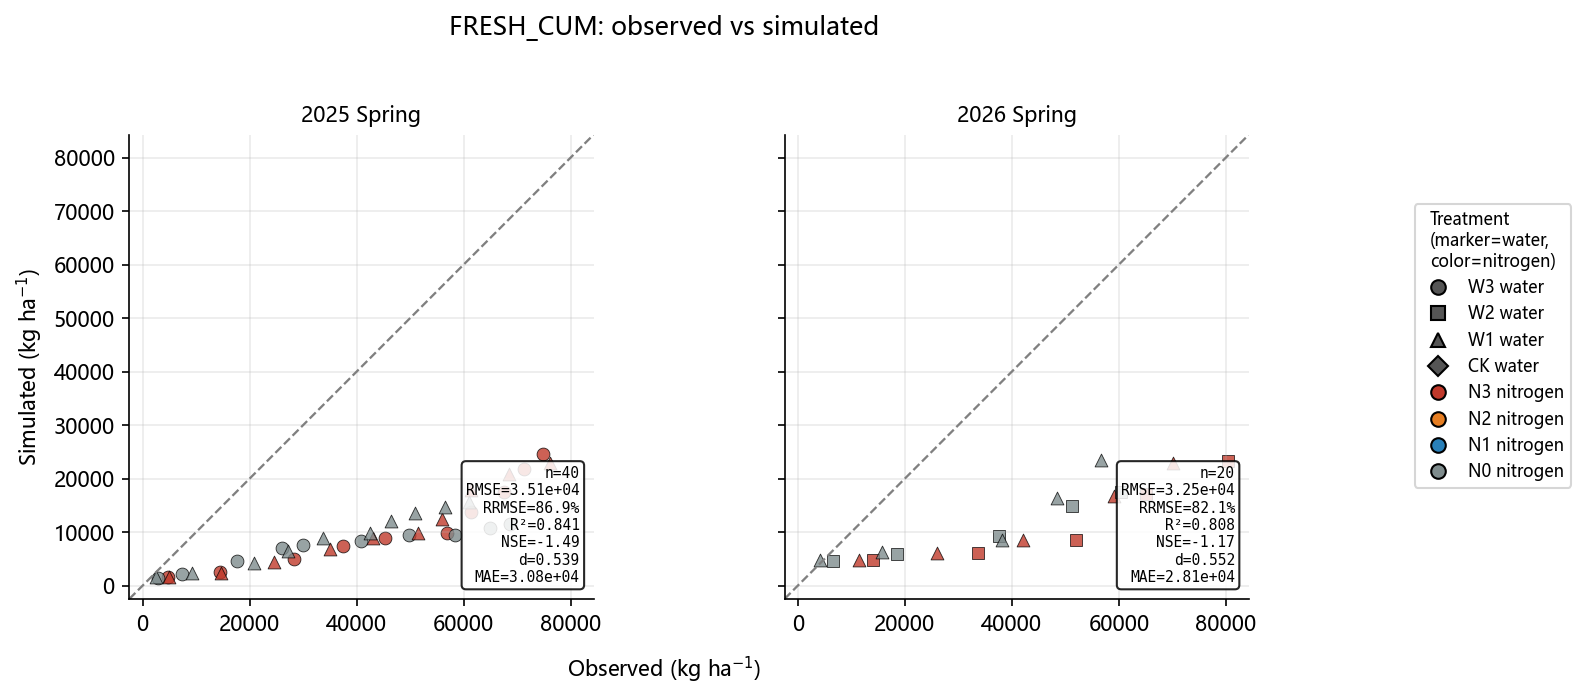 FRESH_CUM: observed vs simulated
2025 Spring
2026 Spring
Simulated (kg ha⁻¹)
80000
70000
60000
50000
40000
30000
20000
10000
0
n=40
RMSE=3.51e+04
RRMSE=86.9%
R²=0.841
NSE=-1.49
d=0.539
MAE=3.08e+04
n=20
RMSE=3.25e+04
RRMSE=82.1%
R²=0.808
NSE=-1.17
d=0.552
MAE=2.81e+04
0 20000 40000 60000 80000
0 20000 40000 60000 80000
Observed (kg ha⁻¹)
Treatment
(marker=water,
color=nitrogen)
W3 water
W2 water
W1 water
CK water
N3 nitrogen
N2 nitrogen
N1 nitrogen
N0 nitrogen